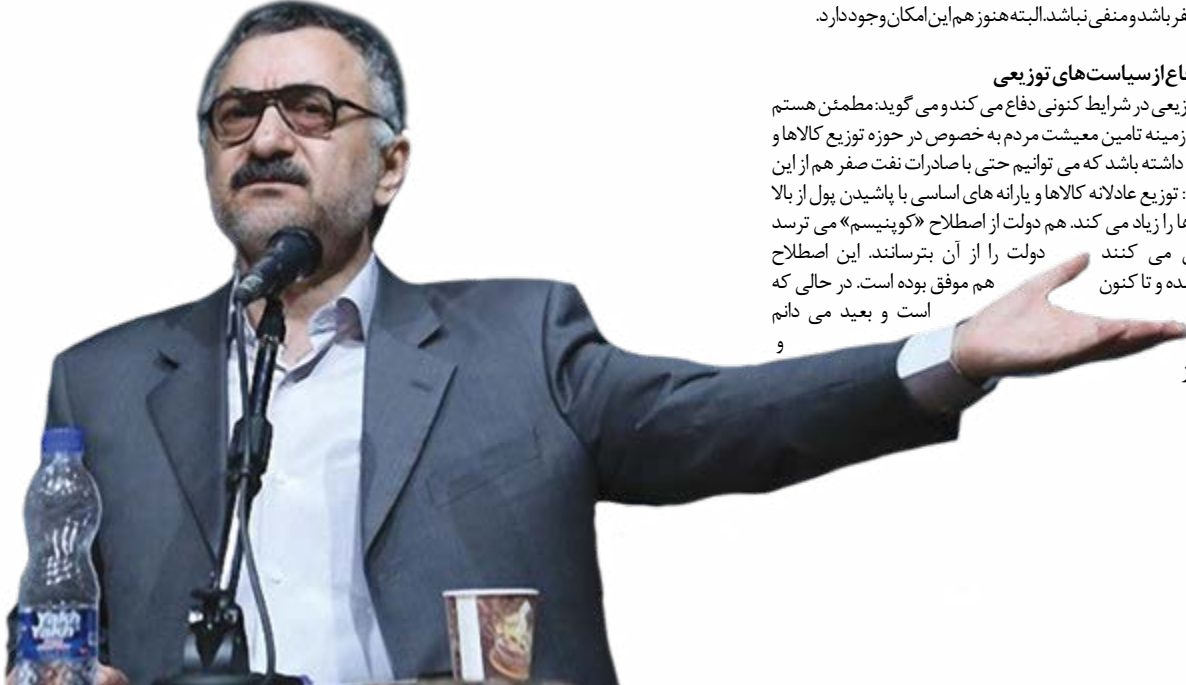 باشد و منفی نباشد. البته هنوز هم این امکان وجود دارد.
از سیاست‌های توزیعی
در شرایط کنونی دفاع می کند و می گوید: مطمئن هستم
زمینه تامین معیشت مردم به خصوص در حوزه توزیع کالاها و
داشته باشد که می توانیم حتی با صادرات نفت صفر هم از این
: توزیع عادلانه کالاها و یارانه های اساسی با پاشیدن پول از بالا
ها را زیاد می کند. هم دولت از اصطلاح «کوپنیسم» می ترسد
می کنند دولت را از آن بترسانند. این اصطلاح
و تا کنون هم موفق بوده است. در حالی که
است و بعید می دانم
و
Yakh
Yakh